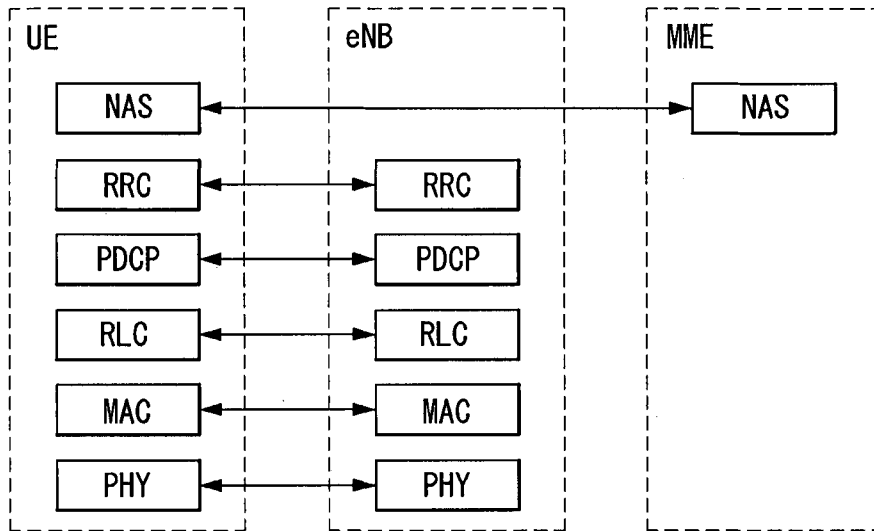 UE eNB MME
NAS NAS
RRC RRC
PDCP PDCP
RLC RLC
MAC MAC
PHY PHY